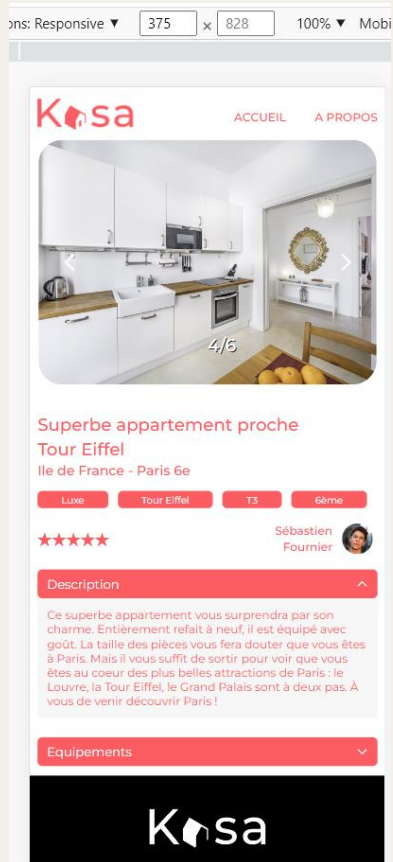 ons: Responsive ▼ 375 × 828 100% ▼ Mobi
Kasa
ACCUEIL A PROPOS
4/6
Superbe appartement proche
Tour Eiffel
Ile de France - Paris 6e
Luxe Tour Eiffel T3 6ème
Sébastien
Fournier
Description
Ce superbe appartement vous surprendra par son
charme. Entièrement refait à neuf, il est équipé avec
goût. La taille des pièces vous fera douter que vous êtes
à Paris. Mais il vous suffit de sortir pour voir que vous
êtes au coeur des plus belles attractions de Paris : le
Louvre, la Tour Eiffel, le Grand Palais sont à deux pas. À
vous de venir découvrir Paris !
Equipements
Kasa